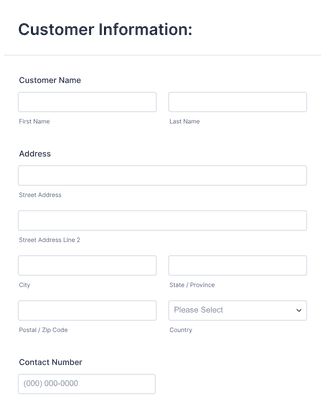 Customer Information:
Customer Name
First Name Last Name
Address
Street Address
Street Address Line 2
City State / Province
Please Select
Postal / Zip Code Country
Contact Number
(000) 000-0000